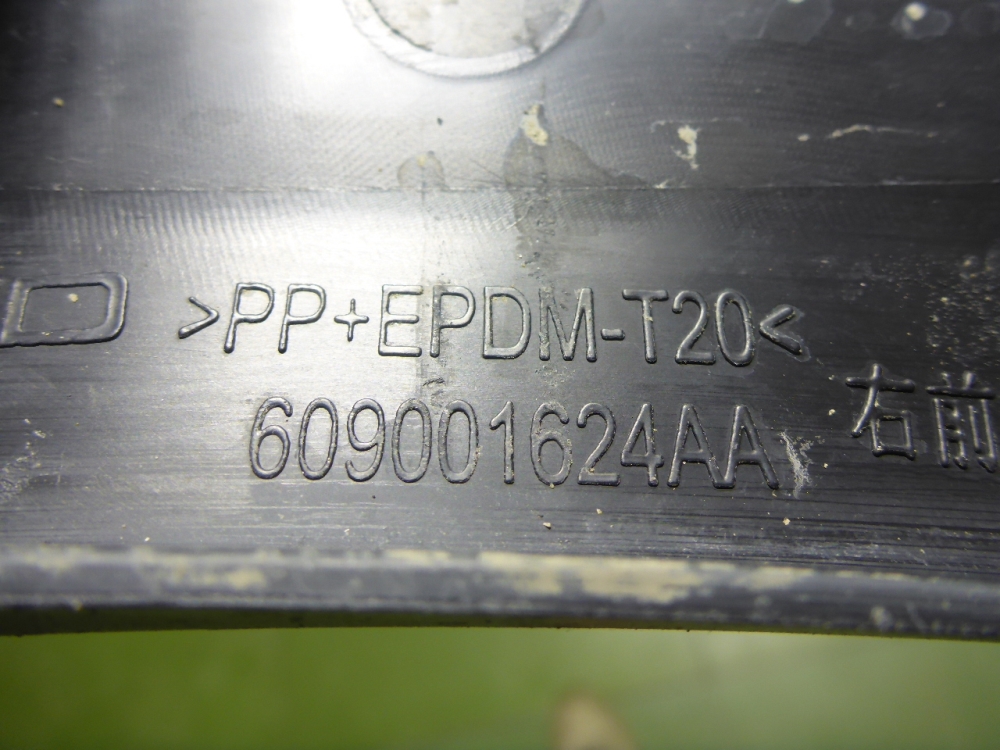 >PP+EPDM-T20<
609001624AA
右前